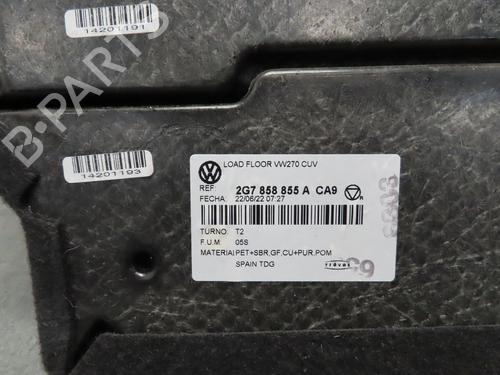 14201191
B-PARTS
14201193
LOAD FLOOR VW270 CUV
REF: 2G7 858 855 A CA9
FECHA: 22/06/22 07:27
TURNO: T2
F.U.M: 05S
MATERIAL PET+SBR,GF,CU+PUR,POM
SPAIN TDG